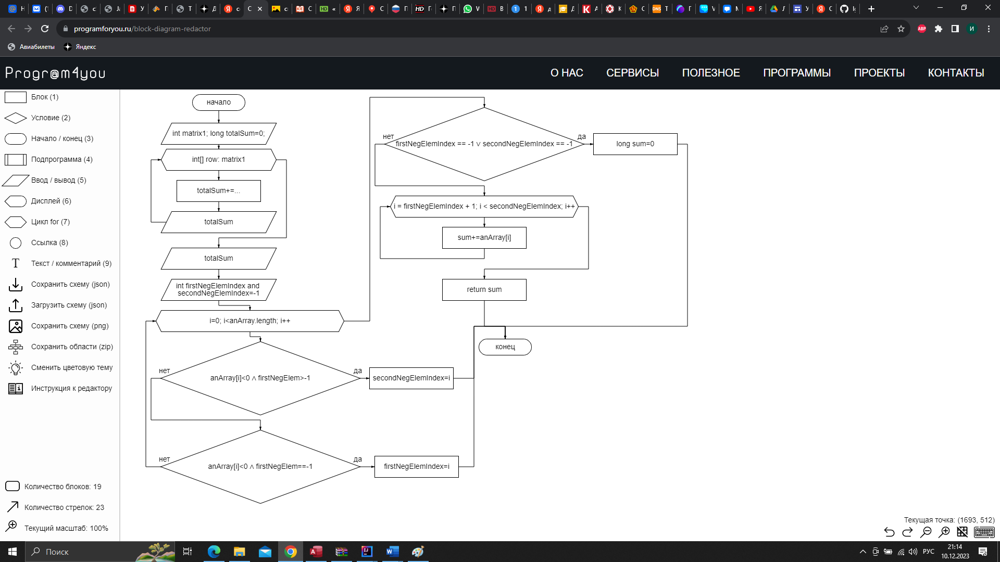 programforyou.ru/block-diagram-redactor
Авиабилеты
Яндекс
Progr@m4you
О НАС
СЕРВИСЫ
ПОЛЕЗНОЕ
ПРОГРАММЫ
ПРОЕКТЫ
КОНТАКТЫ
Блок (1)
Условие (2)
Начало / конец (3)
Подпрограмма (4)
Ввод / вывод (5)
Дисплей (6)
Цикл for (7)
Ссылка (8)
Текст / комментарий (9)
Сохранить схему (json)
Загрузить схему (json)
Сохранить схему (png)
Сохранить области (zip)
Сменить цветовую тему
Инструкция к редактору
Количество блоков: 19
Количество стрелок: 23
Текущий масштаб: 100%
начало
int matrix1; long totalSum=0;
int[] row: matrix1
totalSum+=...
totalSum
totalSum
int firstNegElemIndex and
secondNegElemIndex=-1
i=0; i<anArray.length; i++
нет
anArray[i]<0 ∧ firstNegElem>-1
да
secondNegElemIndex=i
нет
anArray[i]<0 ∧ firstNegElem==-1
да
firstNegElemIndex=i
нет
firstNegElemIndex == -1 ∨ secondNegElemIndex == -1
да
long sum=0
i = firstNegElemIndex + 1; i < secondNegElemIndex; i++
sum+=anArray[i]
return sum
конец
Текущая точка: (1693, 512)
Поиск
РУС
21:14
10.12.2023